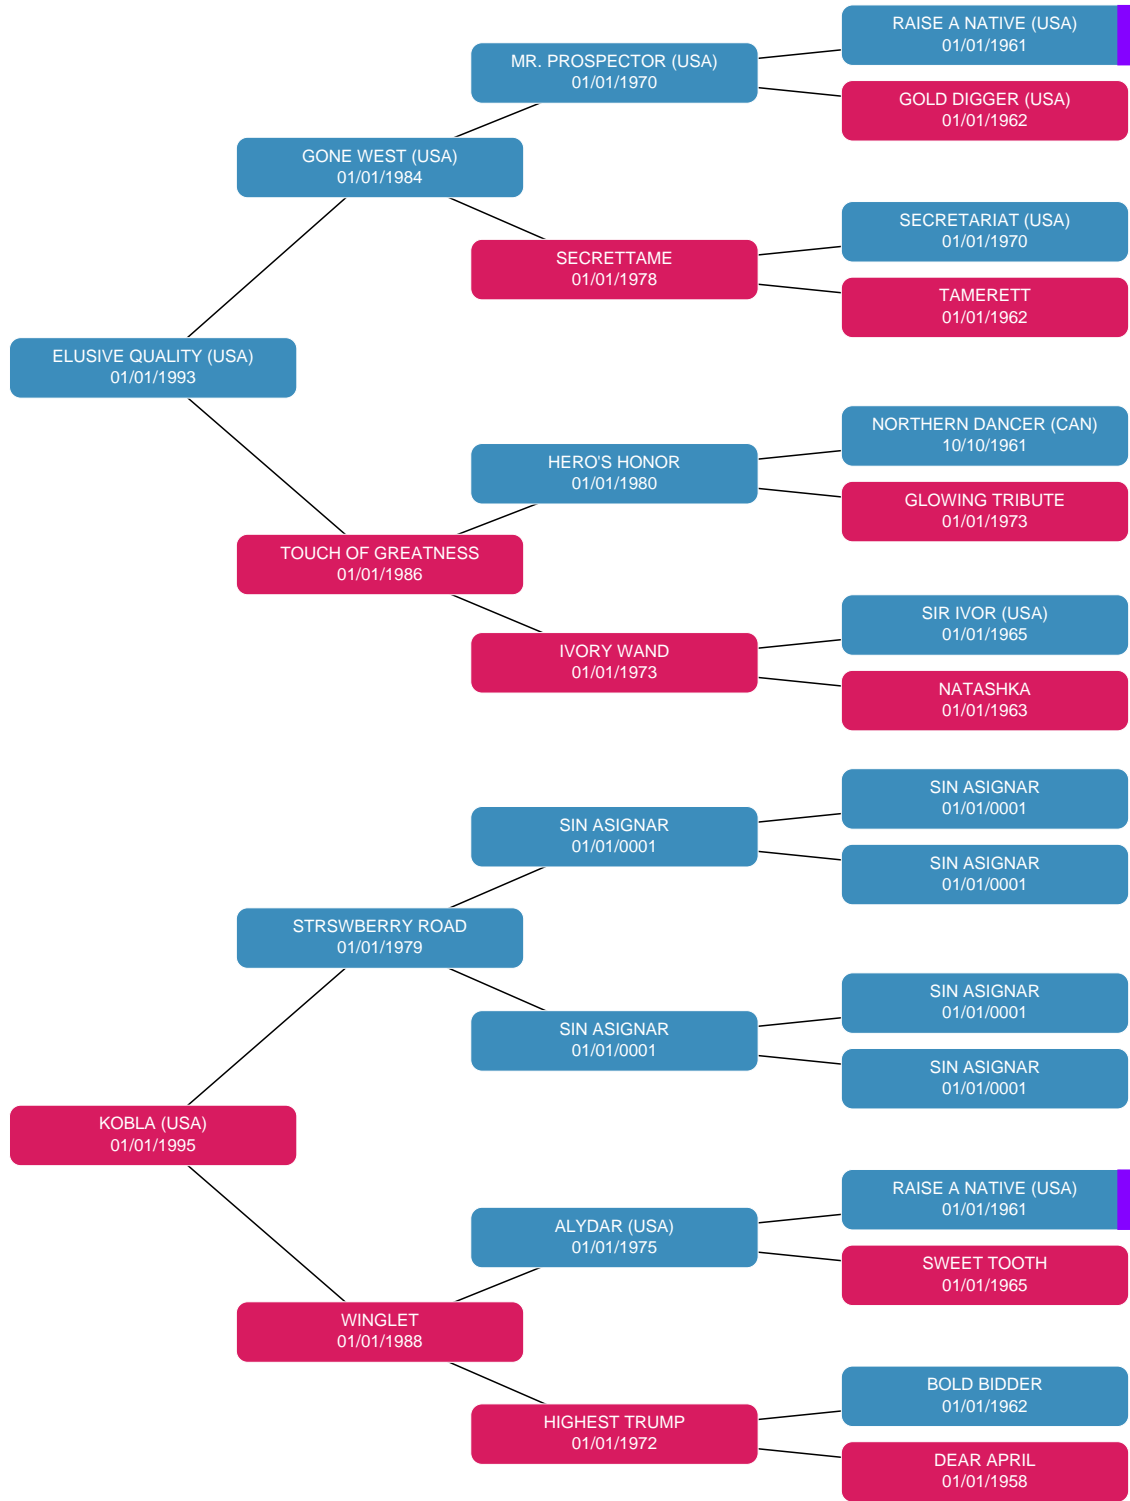 RAISE A NATIVE (USA)
01/01/1961
MR. PROSPECTOR (USA)
01/01/1970
GOLD DIGGER (USA)
01/01/1962
GONE WEST (USA)
01/01/1984
SECRETARIAT (USA)
01/01/1970
SECRETTAME
01/01/1978
TAMERETT
01/01/1962
ELUSIVE QUALITY (USA)
01/01/1993
NORTHERN DANCER (CAN)
10/10/1961
HERO'S HONOR
01/01/1980
GLOWING TRIBUTE
01/01/1973
TOUCH OF GREATNESS
01/01/1986
SIR IVOR (USA)
01/01/1965
IVORY WAND
01/01/1973
NATASHKA
01/01/1963
SIN ASIGNAR
01/01/0001
SIN ASIGNAR
01/01/0001
SIN ASIGNAR
01/01/0001
STRSWBERRY ROAD
01/01/1979
SIN ASIGNAR
01/01/0001
SIN ASIGNAR
01/01/0001
SIN ASIGNAR
01/01/0001
KOBLA (USA)
01/01/1995
RAISE A NATIVE (USA)
01/01/1961
ALYDAR (USA)
01/01/1975
SWEET TOOTH
01/01/1965
WINGLET
01/01/1988
BOLD BIDDER
01/01/1962
HIGHEST TRUMP
01/01/1972
DEAR APRIL
01/01/1958